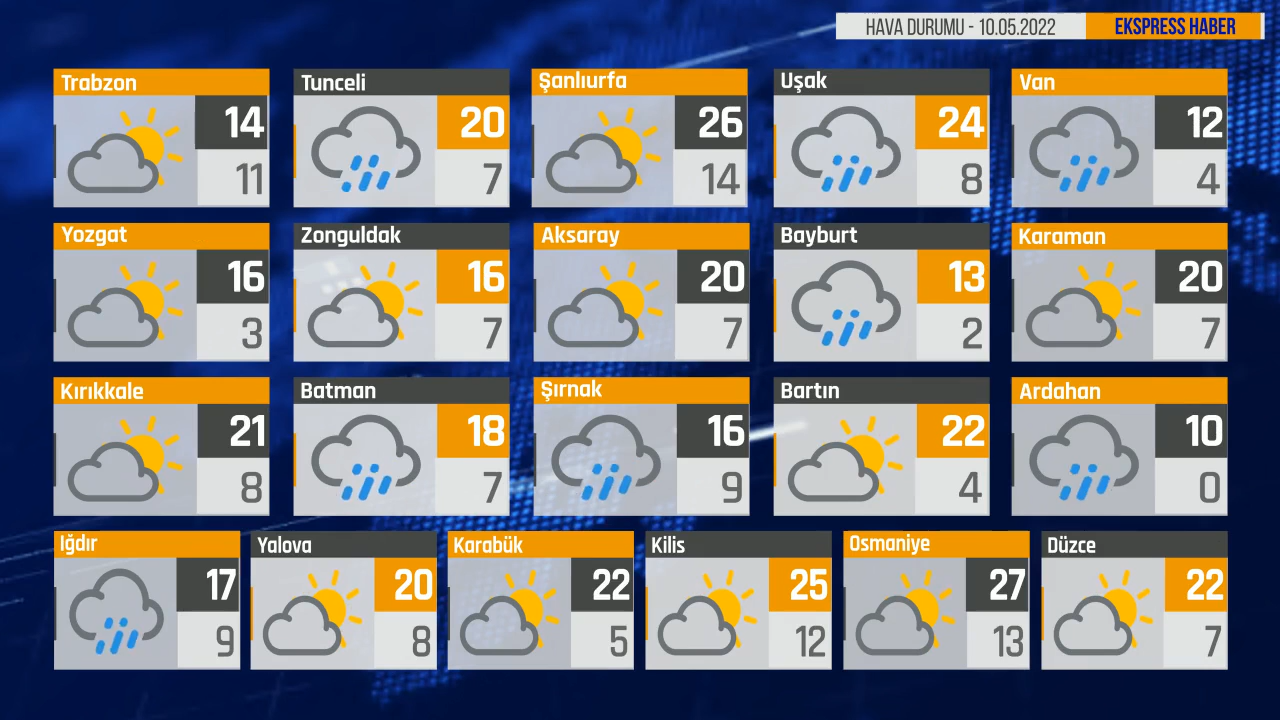 HAVA DURUMU - 10.05.2022 EKSPRESS HABER
Trabzon
14
11
Tunceli
20
7
Şanlıurfa
26
14
Uşak
24
8
Van
12
4
Yozgat
16
3
Zonguldak
16
7
Aksaray
20
7
Bayburt
13
2
Karaman
20
7
Kırıkkale
21
8
Batman
18
7
Şırnak
16
9
Bartın
22
4
Ardahan
10
0
Iğdır
17
9
Yalova
20
8
Karabük
22
5
Kilis
25
12
Osmaniye
27
13
Düzce
22
7